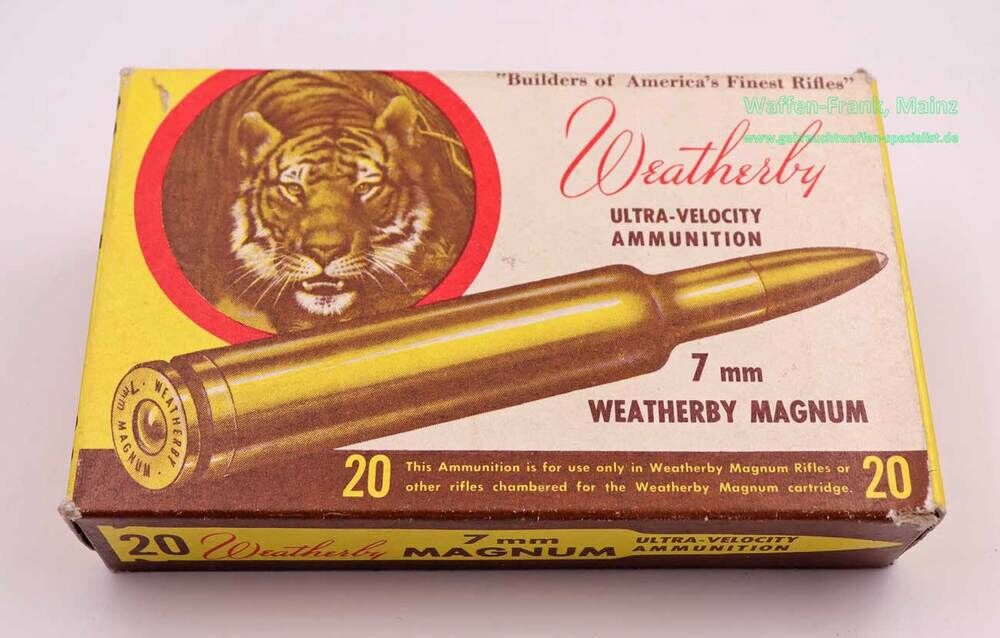 "Builders of America's Finest Rifles"
Waffen-Frank, Mainz
www.gebrauchtwaffen-spezialist.de
Weatherby
ULTRA-VELOCITY
AMMUNITION
7 mm
WEATHERBY MAGNUM
WEATHERBY · 7mm MAGNUM ·
20 This Ammunition is for use only in Weatherby Magnum Rifles or 20
other rifles chambered for the Weatherby Magnum cartridge.
20 Weatherby 7 mm MAGNUM ULTRA-VELOCITY AMMUNITION